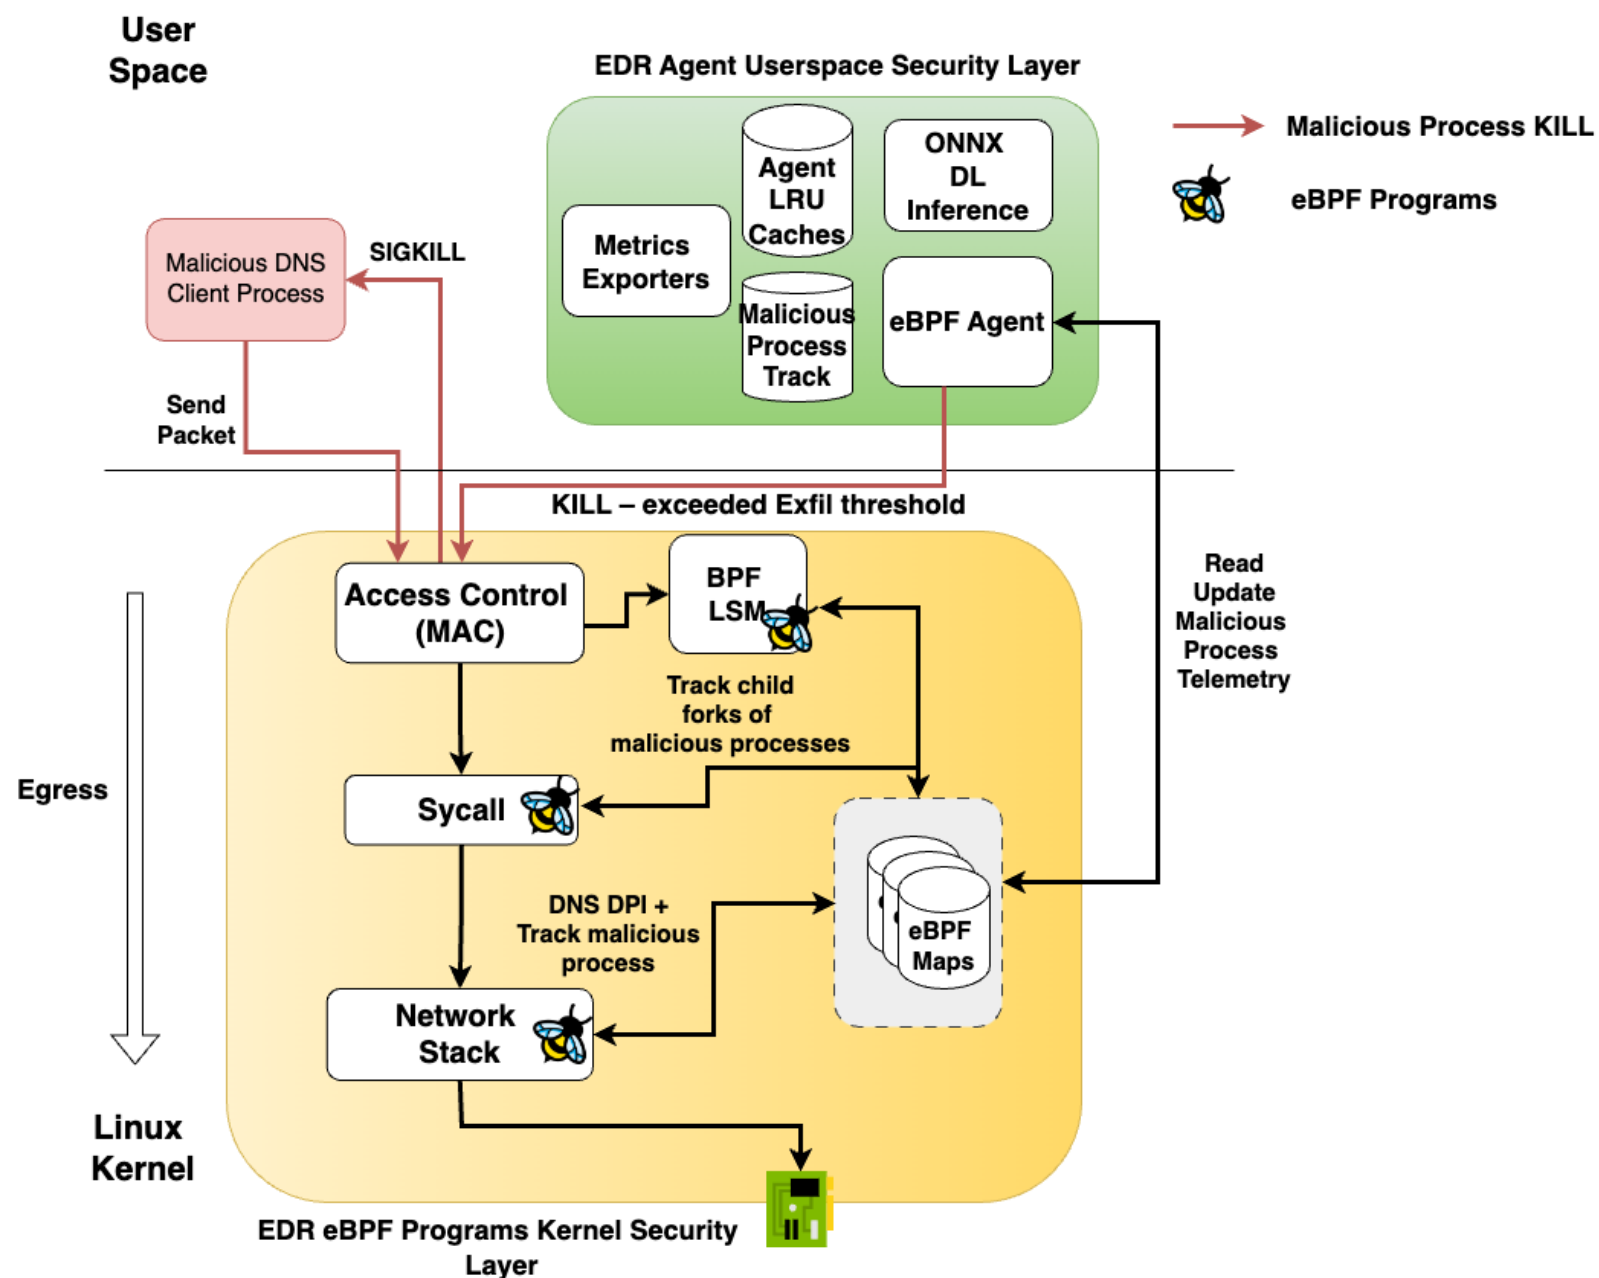 User
Space
EDR Agent Userspace Security Layer
Malicious Process KILL
eBPF Programs
Agent
LRU
Caches
ONNX
DL
Inference
Metrics
Exporters
Malicious
Process
Track
eBPF Agent
Malicious DNS
Client Process
SIGKILL
Send
Packet
KILL – exceeded Exfil threshold
Access Control
(MAC)
BPF
LSM
Read
Update
Malicious
Process
Telemetry
Track child
forks of
malicious processes
Egress
Sycall
DNS DPI +
Track malicious
process
eBPF
Maps
Network
Stack
Linux
Kernel
EDR eBPF Programs Kernel Security
Layer